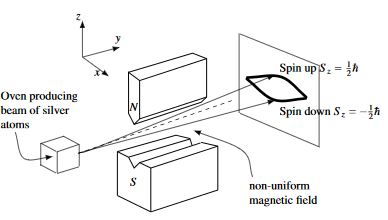 z
y
x
Spin up S_z = ½ħ
Oven producing
beam of silver
atoms
N
Spin down S_z = −½ħ
S
non-uniform
magnetic field